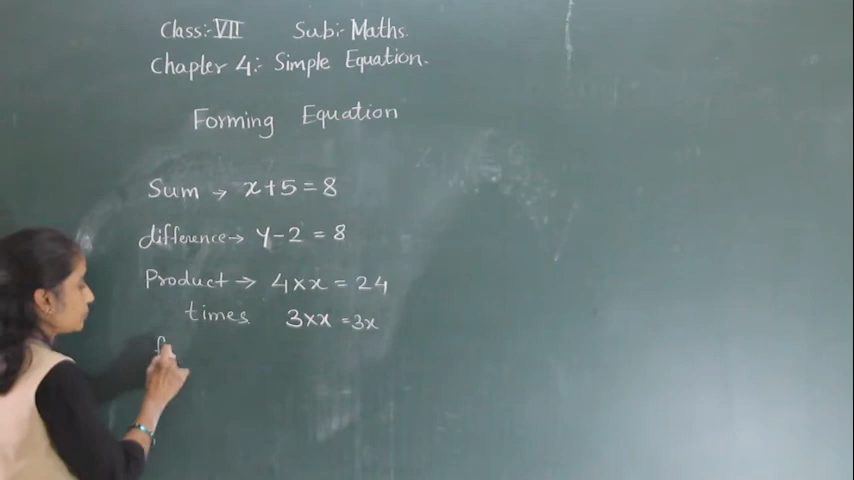 Class:- VII Sub:- Maths.
Chapter 4:- Simple Equation.
Forming Equation
Sum → x+5=8
difference→ y-2 = 8
Product → 4×x = 24
times 3×x =3x